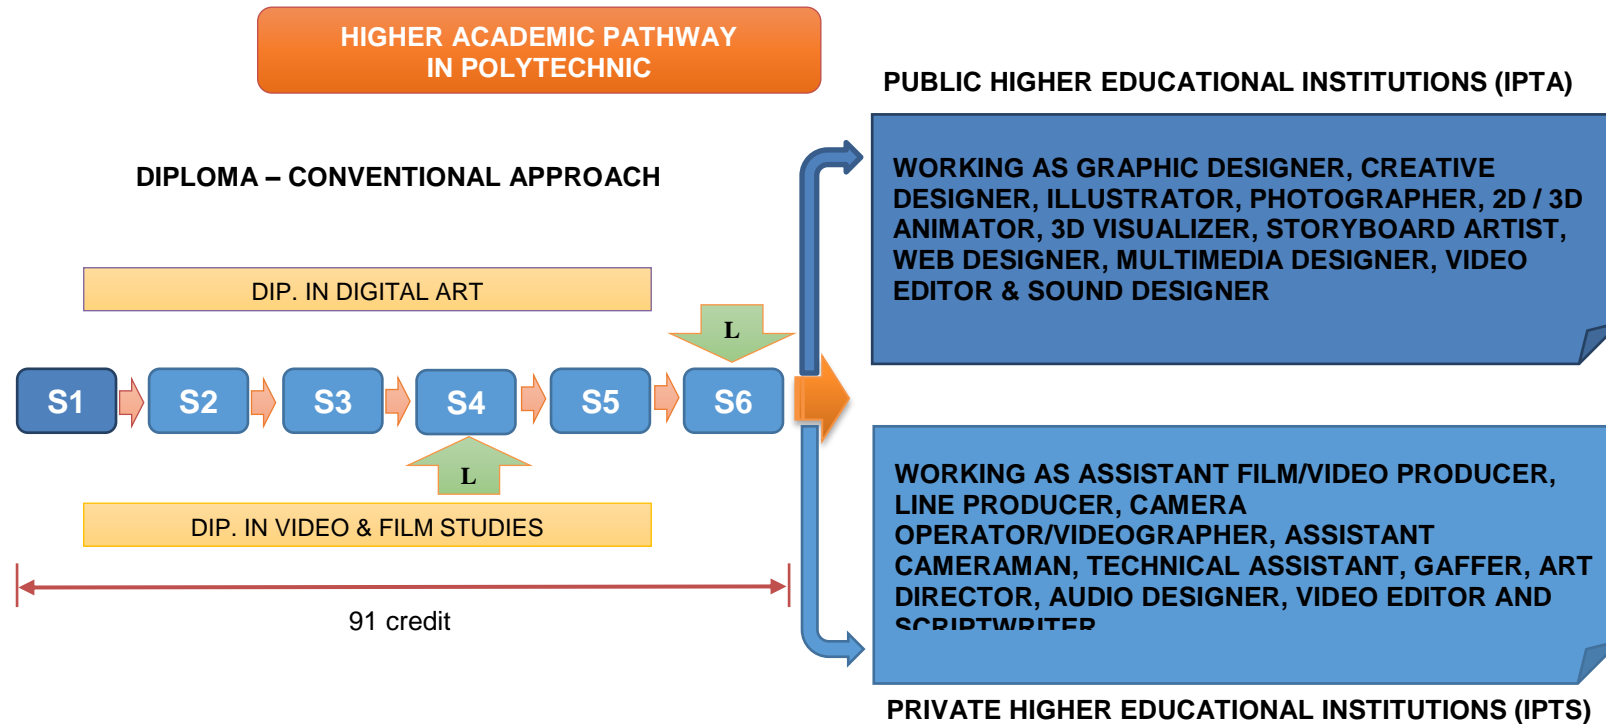 HIGHER ACADEMIC PATHWAY
IN POLYTECHNIC
PUBLIC HIGHER EDUCATIONAL INSTITUTIONS (IPTA)
WORKING AS GRAPHIC DESIGNER, CREATIVE
DESIGNER, ILLUSTRATOR, PHOTOGRAPHER, 2D / 3D
ANIMATOR, 3D VISUALIZER, STORYBOARD ARTIST,
WEB DESIGNER, MULTIMEDIA DESIGNER, VIDEO
EDITOR & SOUND DESIGNER
DIPLOMA – CONVENTIONAL APPROACH
DIP. IN DIGITAL ART
L
S1
S2
S3
S4
S5
S6
L
DIP. IN VIDEO & FILM STUDIES
91 credit
WORKING AS ASSISTANT FILM/VIDEO PRODUCER,
LINE PRODUCER, CAMERA
OPERATOR/VIDEOGRAPHER, ASSISTANT
CAMERAMAN, TECHNICAL ASSISTANT, GAFFER, ART
DIRECTOR, AUDIO DESIGNER, VIDEO EDITOR AND
SCRIPTWRITER
PRIVATE HIGHER EDUCATIONAL INSTITUTIONS (IPTS)